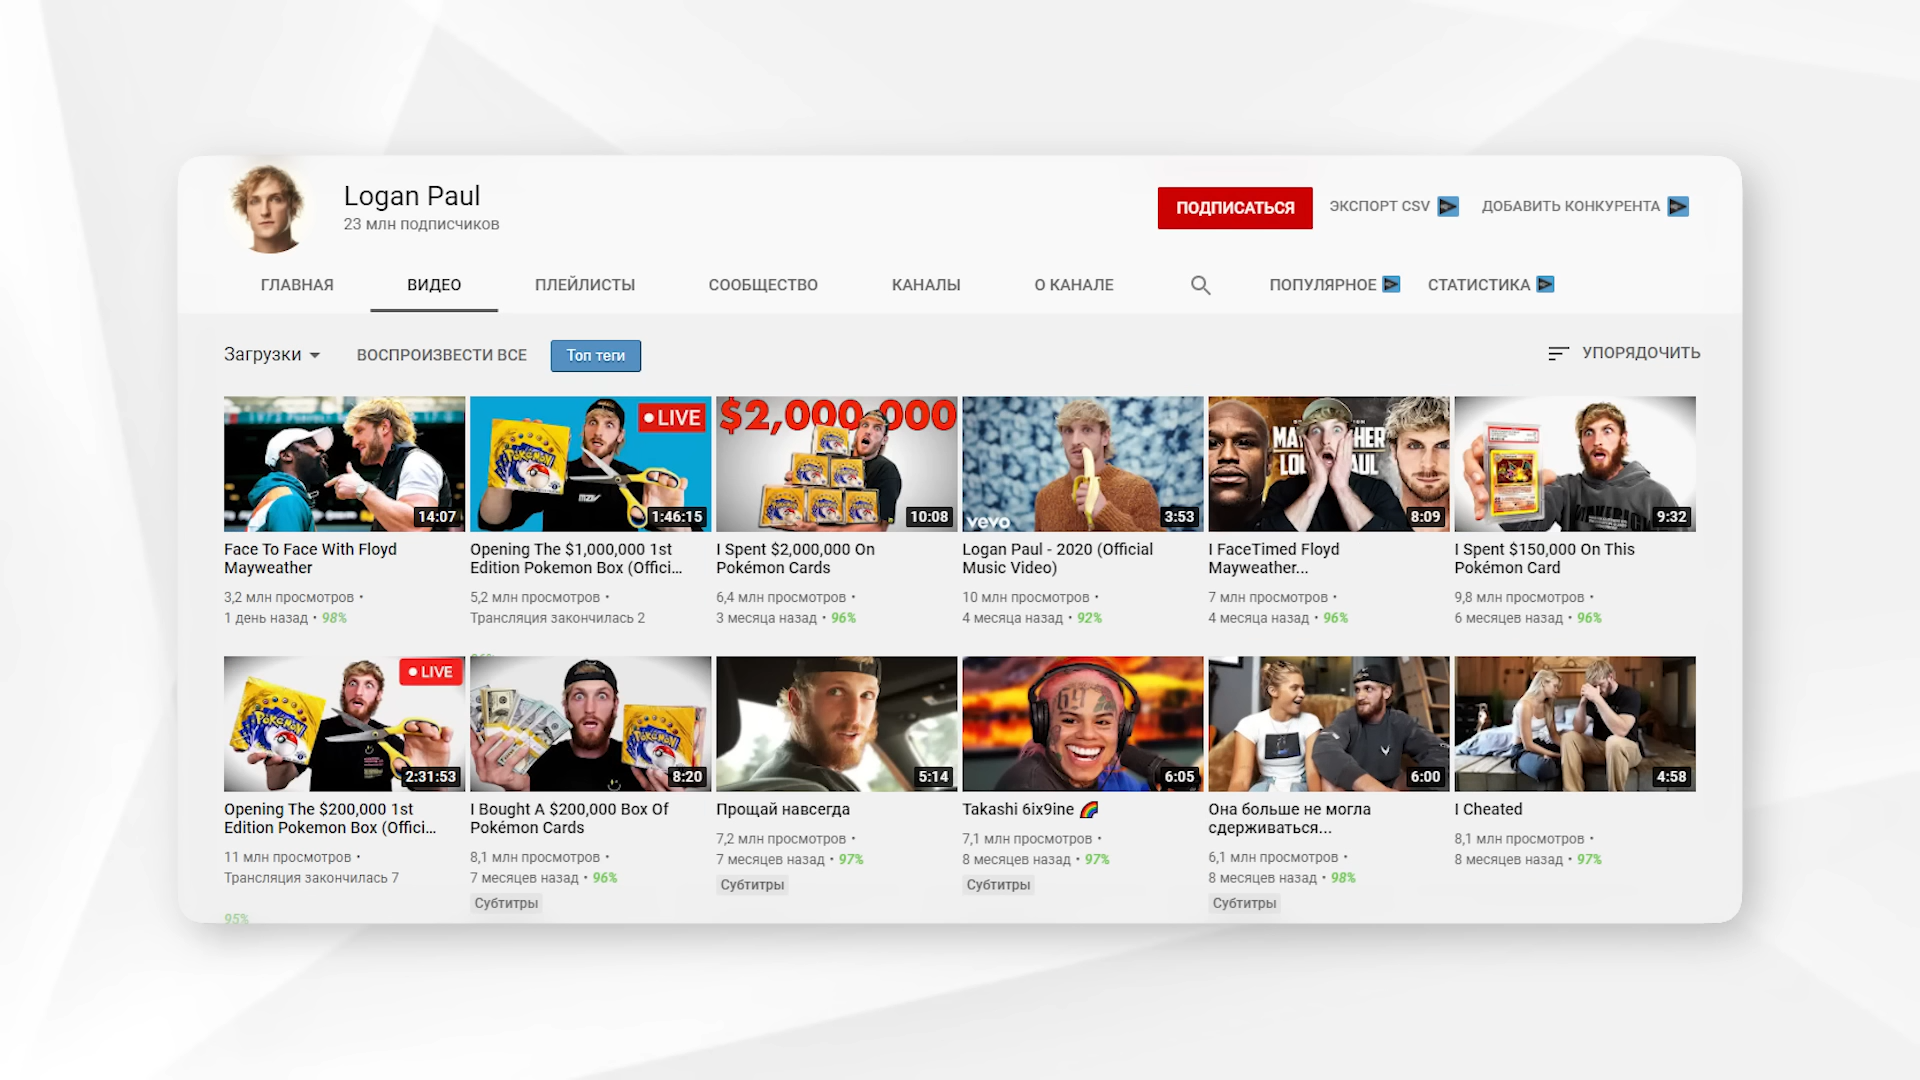 Logan Paul
23 млн подписчиков
ПОДПИСАТЬСЯ
ЭКСПОРТ CSV
ДОБАВИТЬ КОНКУРЕНТА
ГЛАВНАЯ ВИДЕО ПЛЕЙЛИСТЫ СООБЩЕСТВО КАНАЛЫ О КАНАЛЕ ПОПУЛЯРНОЕ СТАТИСТИКА
Загрузки ВОСПРОИЗВЕСТИ ВСЕ Топ теги УПОРЯДОЧИТЬ
14:07
Face To Face With Floyd
Mayweather
3,2 млн просмотров •
1 день назад • 98%
LIVE
POKéMON
1:46:15
Opening The $1,000,000 1st
Edition Pokemon Box (Offici...
5,2 млн просмотров •
Трансляция закончилась 2
$2,000,000
10:08
I Spent $2,000,000 On
Pokémon Cards
6,4 млн просмотров •
3 месяца назад • 96%
vevo
3:53
Logan Paul - 2020 (Official
Music Video)
10 млн просмотров •
4 месяца назад • 92%
8:09
I FaceTimed Floyd
Mayweather...
7 млн просмотров •
4 месяца назад • 96%
9:32
I Spent $150,000 On This
Pokémon Card
9,8 млн просмотров •
6 месяцев назад • 96%
LIVE
POKéMON
2:31:53
Opening The $200,000 1st
Edition Pokemon Box (Offici...
11 млн просмотров •
Трансляция закончилась 7
95%
POKéMON
8:20
I Bought A $200,000 Box Of
Pokémon Cards
8,1 млн просмотров •
7 месяцев назад • 96%
Субтитры
5:14
Прощай навсегда
7,2 млн просмотров •
7 месяцев назад • 97%
Субтитры
69
6:05
Takashi 6ix9ine 🌈
7,1 млн просмотров •
8 месяцев назад • 97%
Субтитры
6:00
Она больше не могла
сдерживаться...
6,1 млн просмотров •
8 месяцев назад • 98%
Субтитры
4:58
I Cheated
8,1 млн просмотров •
8 месяцев назад • 97%